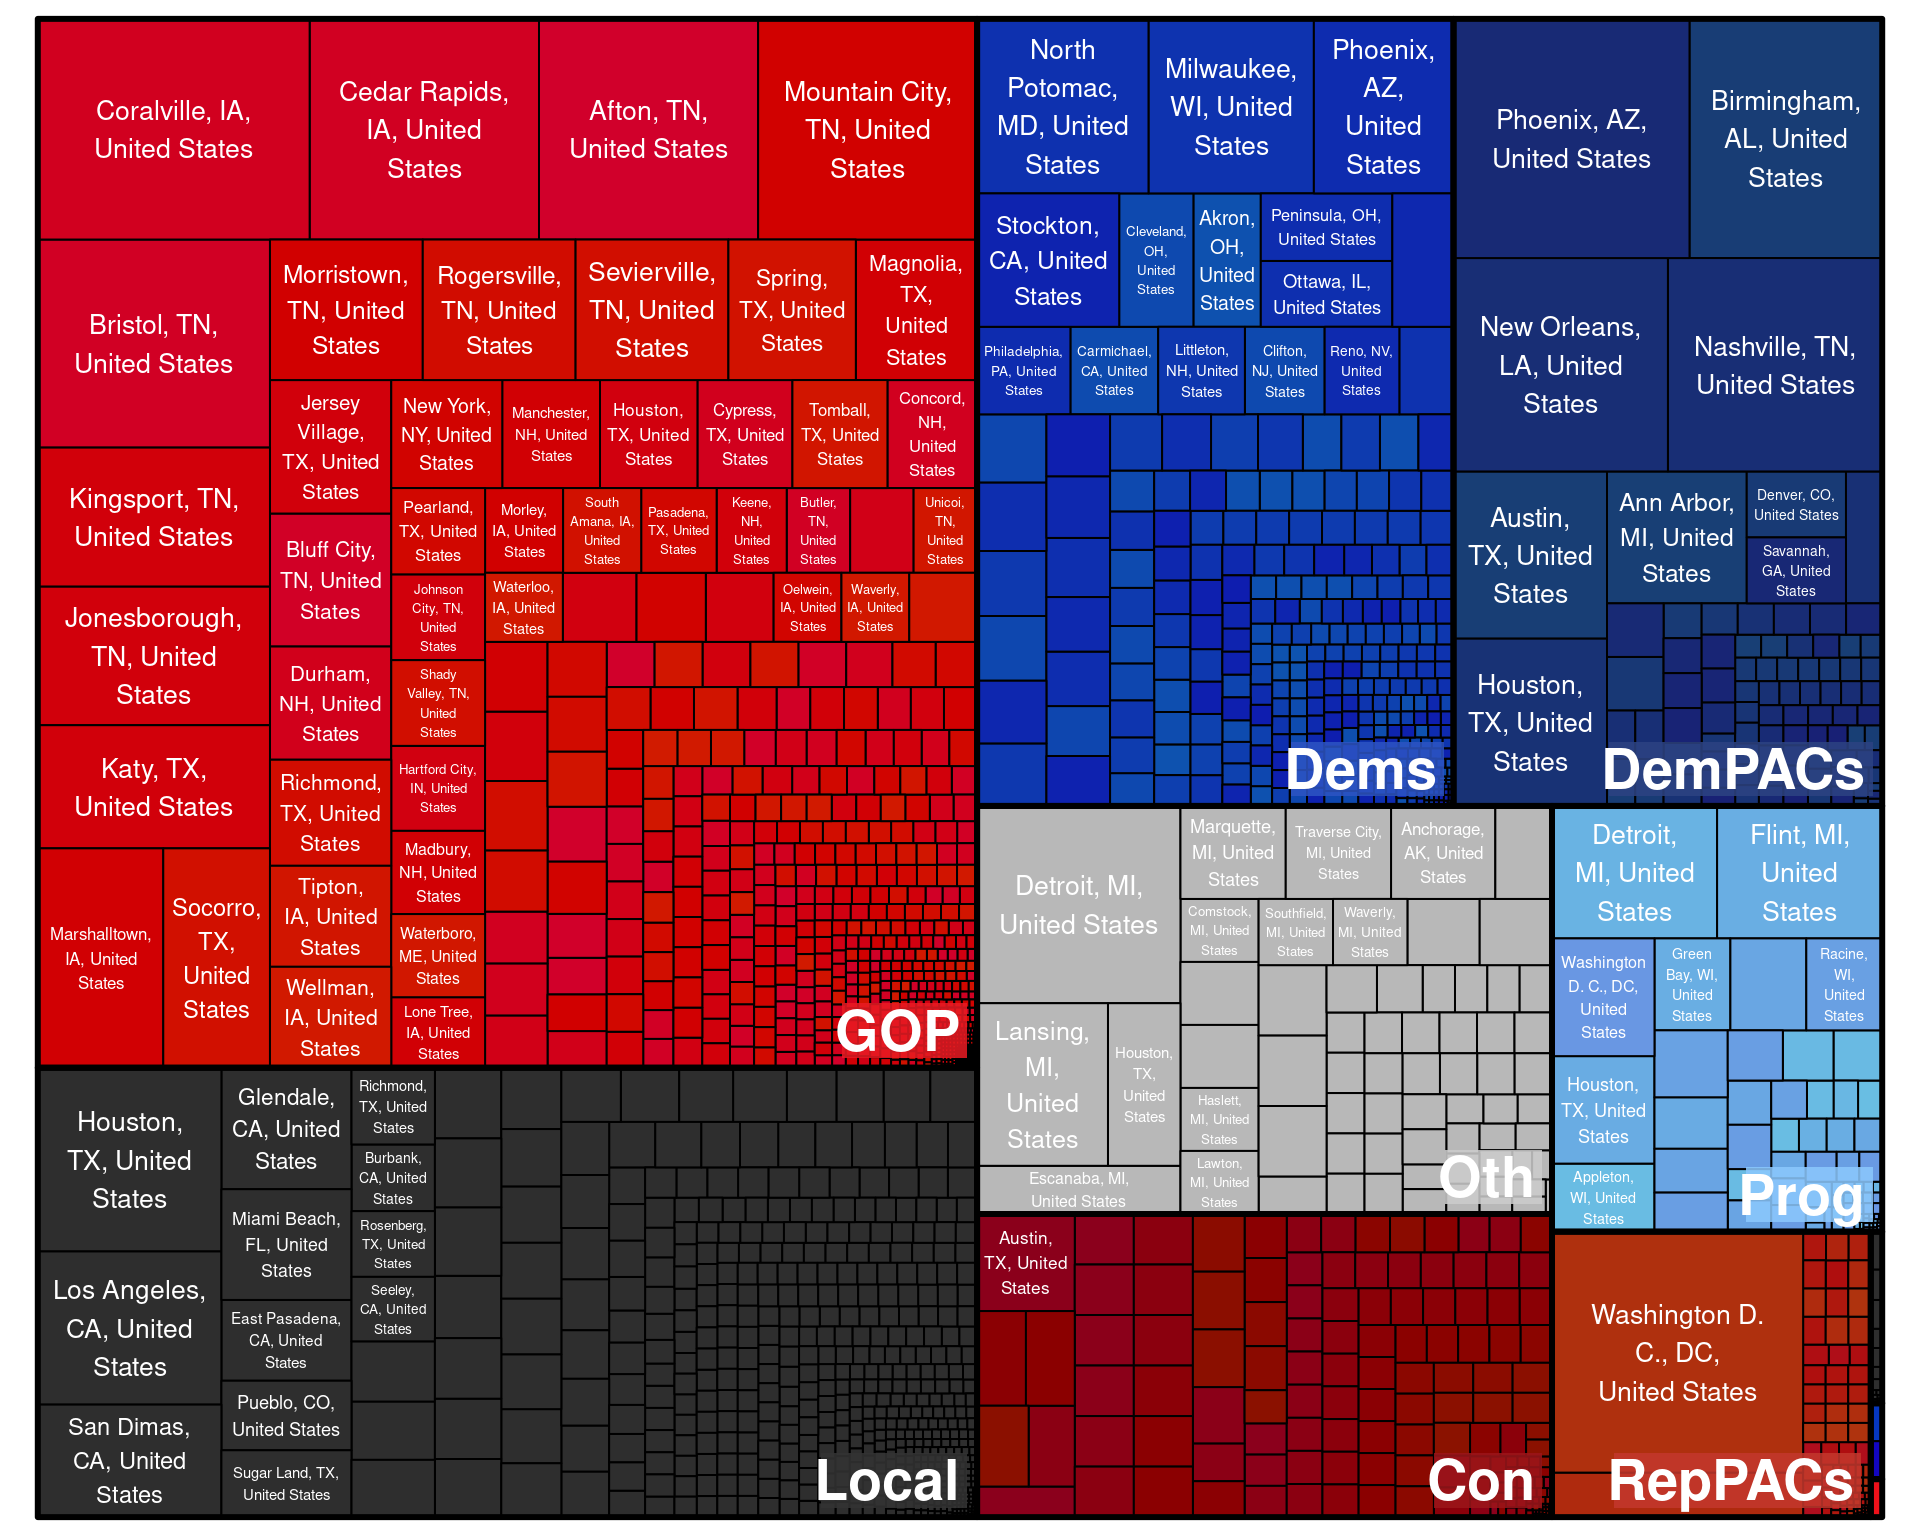 Coralville, IA,
United States
Cedar Rapids,
IA, United
States
Afton, TN,
United States
Mountain City,
TN, United
States
Bristol, TN,
United States
Morristown,
TN, United
States
Rogersville,
TN, United
States
Sevierville,
TN, United
States
Spring,
TX, United
States
Magnolia,
TX,
United
States
Kingsport, TN,
United States
Jonesborough,
TN, United
States
Katy, TX,
United States
Marshalltown,
IA, United
States
Socorro,
TX,
United
States
Jersey
Village,
TX, United
States
Bluff City,
TN, United
States
Durham,
NH, United
States
Richmond,
TX, United
States
Tipton,
IA, United
States
Wellman,
IA, United
States
New York,
NY, United
States
Manchester,
NH, United
States
Houston,
TX, United
States
Cypress,
TX, United
States
Tomball,
TX, United
States
Concord,
NH,
United
States
Pearland,
TX, United
States
Johnson
City, TN,
United
States
Shady
Valley, TN,
United
States
Hartford City,
IN, United
States
Madbury,
NH, United
States
Waterboro,
ME, United
States
Lone Tree,
IA, United
States
Morley,
IA, United
States
South
Amana, IA,
United
States
Pasadena,
TX, United
States
Keene,
NH,
United
States
Butler,
TN,
United
States
Unicoi,
TN,
United
States
Waterloo,
IA, United
States
Oelwein,
IA, United
States
Waverly,
IA, United
States
GOP
North
Potomac,
MD, United
States
Milwaukee,
WI, United
States
Phoenix,
AZ,
United
States
Stockton,
CA, United
States
Cleveland,
OH,
United
States
Akron,
OH,
United
States
Peninsula, OH,
United States
Ottawa, IL,
United States
Philadelphia,
PA, United
States
Carmichael,
CA, United
States
Littleton,
NH, United
States
Clifton,
NJ, United
States
Reno, NV,
United
States
Dems
Phoenix, AZ,
United States
Birmingham,
AL, United
States
New Orleans,
LA, United
States
Nashville, TN,
United States
Austin,
TX, United
States
Houston,
TX, United
States
Ann Arbor,
MI, United
States
Denver, CO,
United States
Savannah,
GA, United
States
DemPACs
Houston,
TX, United
States
Los Angeles,
CA, United
States
San Dimas,
CA, United
States
Glendale,
CA, United
States
Miami Beach,
FL, United
States
East Pasadena,
CA, United
States
Pueblo, CO,
United States
Sugar Land, TX,
United States
Richmond,
TX, United
States
Burbank,
CA, United
States
Rosenberg,
TX, United
States
Seeley,
CA, United
States
Local
Detroit, MI,
United States
Lansing,
MI,
United
States
Houston,
TX,
United
States
Escanaba, MI,
United States
Marquette,
MI, United
States
Traverse City,
MI, United
States
Anchorage,
AK, United
States
Comstock,
MI, United
States
Southfield,
MI, United
States
Waverly,
MI, United
States
Haslett,
MI, United
States
Lawton,
MI, United
States
Oth
Detroit,
MI, United
States
Flint, MI,
United
States
Washington
D. C., DC,
United
States
Green
Bay, WI,
United
States
Racine,
WI,
United
States
Houston,
TX, United
States
Appleton,
WI, United
States
Prog
Austin,
TX, United
States
Con
Washington D.
C., DC,
United States
RepPACs